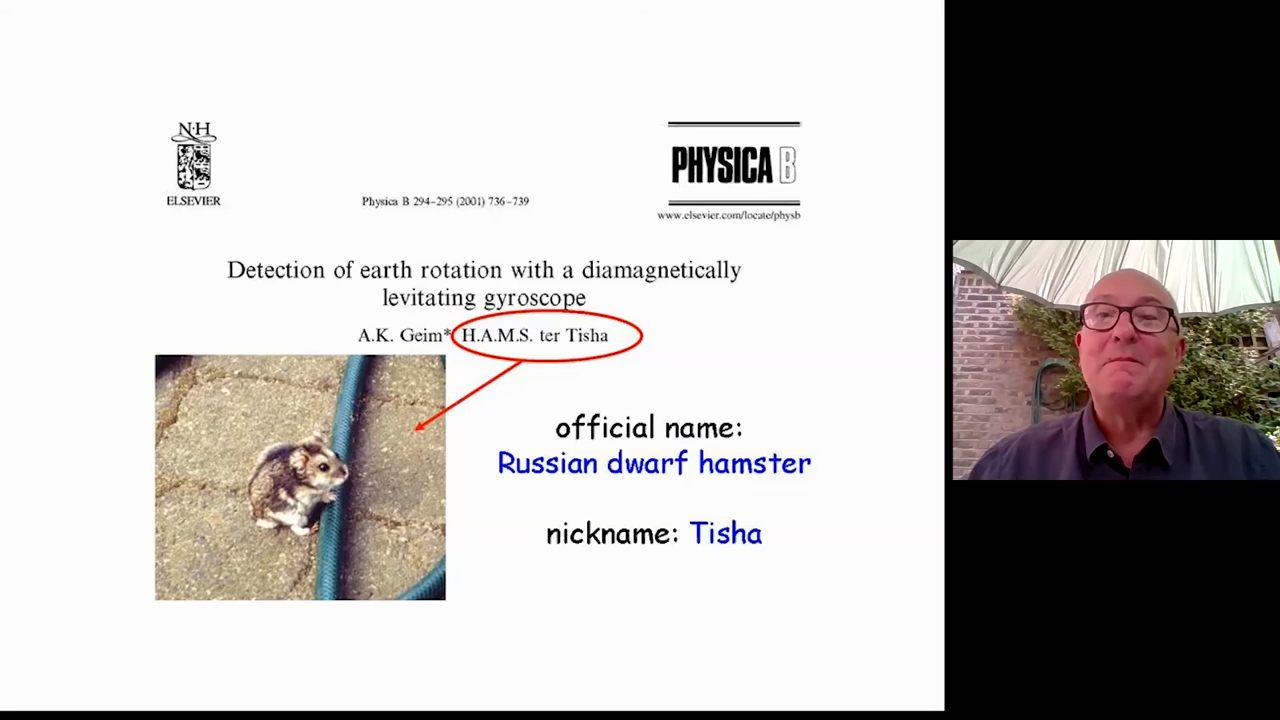 N·H
ELSEVIER
Physica B 294–295 (2001) 736–739
PHYSICA B
www.elsevier.com/locate/physb
Detection of earth rotation with a diamagnetically
levitating gyroscope
A.K. Geim* H.A.M.S. ter Tisha
official name:
Russian dwarf hamster
nickname: Tisha